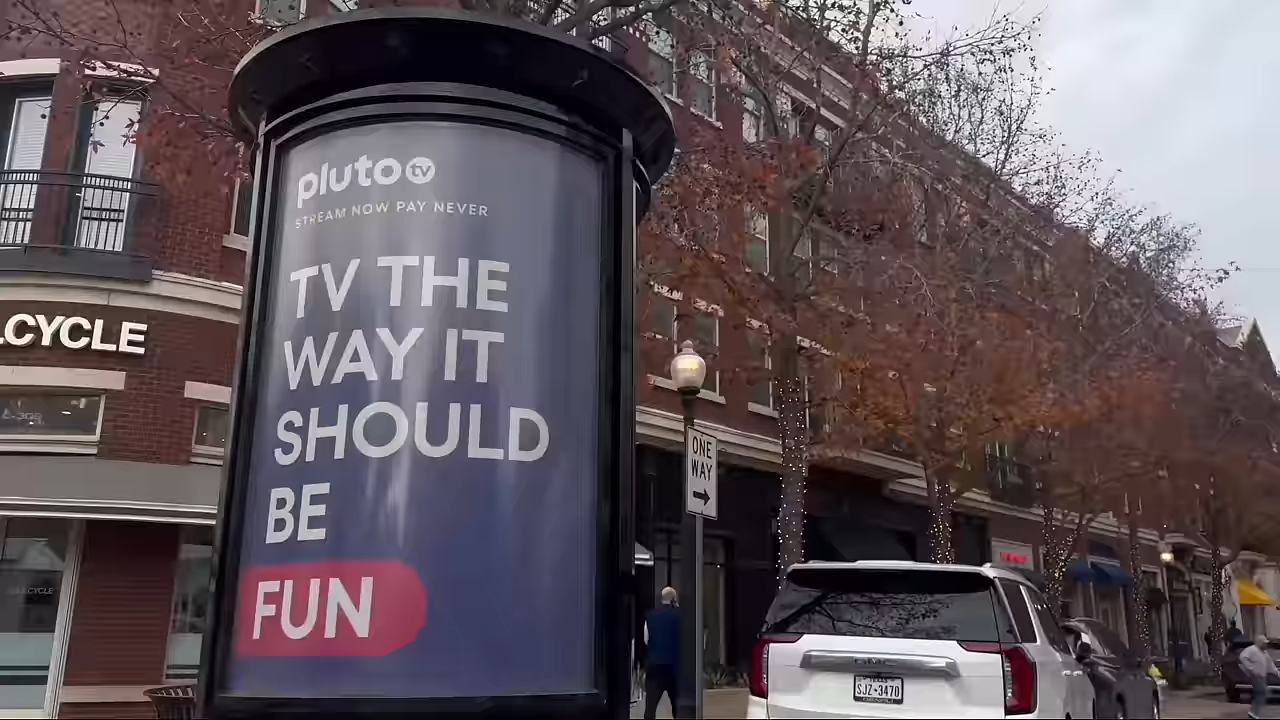 pluto tv
STREAM NOW PAY NEVER
TV THE
WAY IT
SHOULD
BE
FUN
CYCLE
ONE
WAY
GMC
SJZ-3470